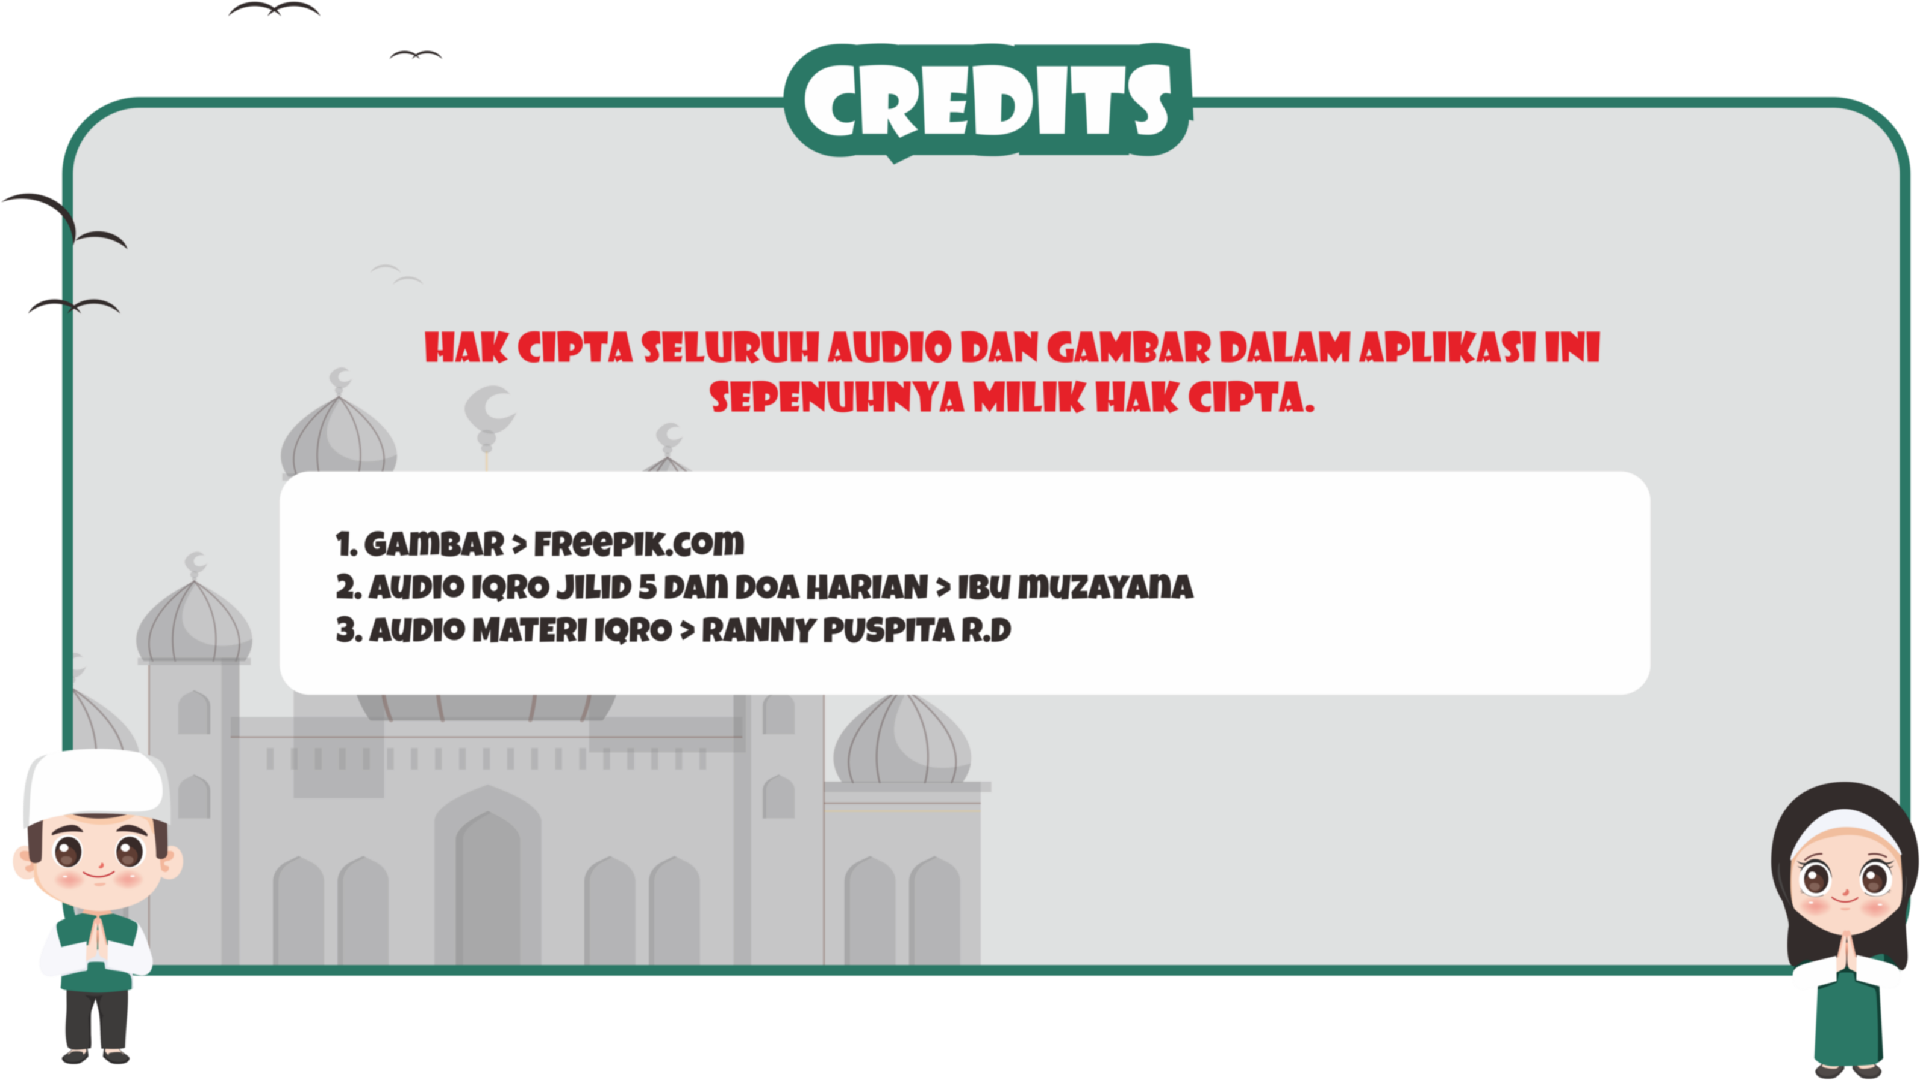 CREDITS
HAK CIPTA SELURUH AUDIO DAN GAMBAR DALAM APLIKASI INI
SEPENUHNYA MILIK HAK CIPTA.
1. GAMBAR > FREEPIK.COM
2. AUDIO IQRO JILID 5 DAN DOA HARIAN > IBU MUZAYANA
3. AUDIO MATERI IQRO > RANNY PUSPITA R.D